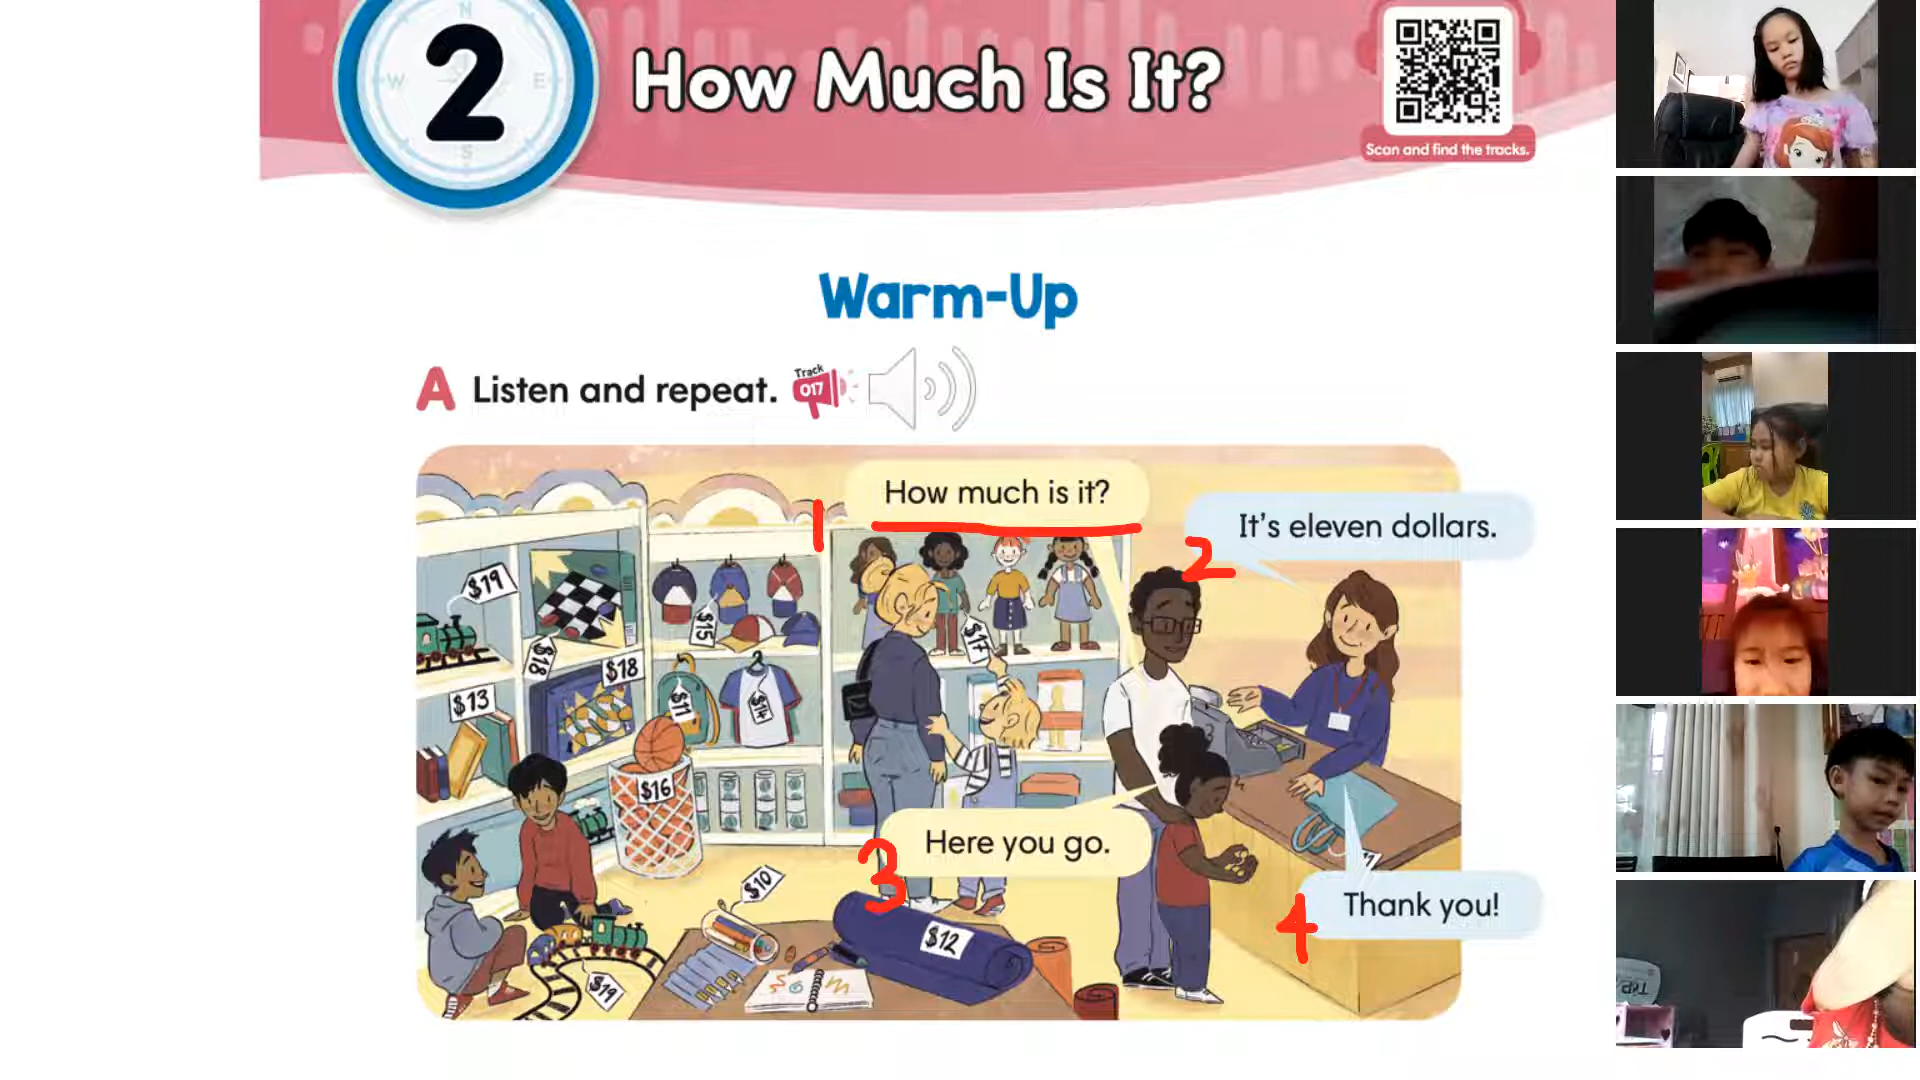 2
How Much Is It?
Scan and find the tracks.
Warm-Up
A Listen and repeat. Track 017
1 How much is it?
2 It's eleven dollars.
$19
$18
$18
$15
$13
$11
$16
3 Here you go.
4 Thank you!
$10
$12
$19